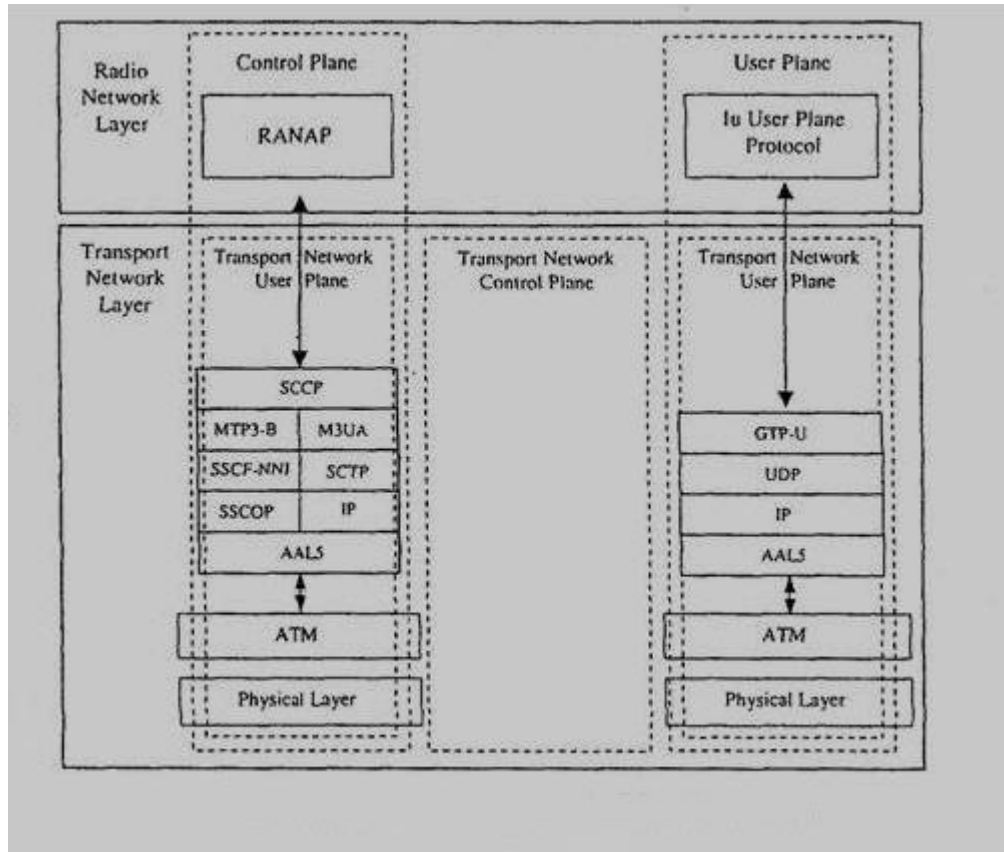 Radio
Network
Layer
Control Plane
RANAP
User Plane
Iu User Plane
Protocol
Transport
Network
Layer
Transport Network
User Plane
SCCP
MTP3-B M3UA
SSCF-NNI SCTP
SSCOP IP
AAL5
ATM
Physical Layer
Transport Network
Control Plane
Transport Network
User Plane
GTP-U
UDP
IP
AAL5
ATM
Physical Layer